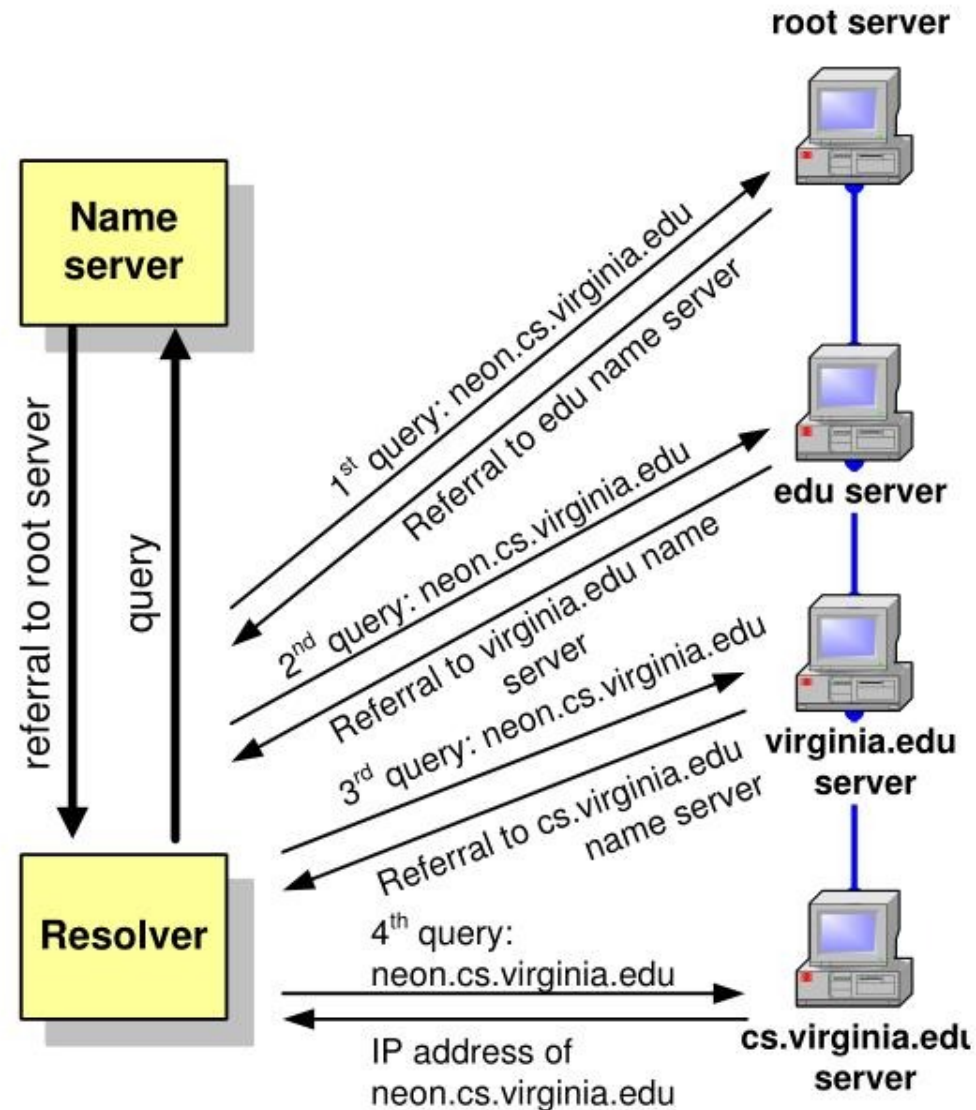 root server
Name
server
1st query: neon.cs.virginia.edu
Referral to edu name server
referral to root server
query
edu server
2nd query: neon.cs.virginia.edu
Referral to virginia.edu name
server
3rd query: neon.cs.virginia.edu
virginia.edu
server
Referral to cs.virginia.edu
name server
Resolver
4th query:
neon.cs.virginia.edu
IP address of
neon.cs.virginia.edu
cs.virginia.edu
server